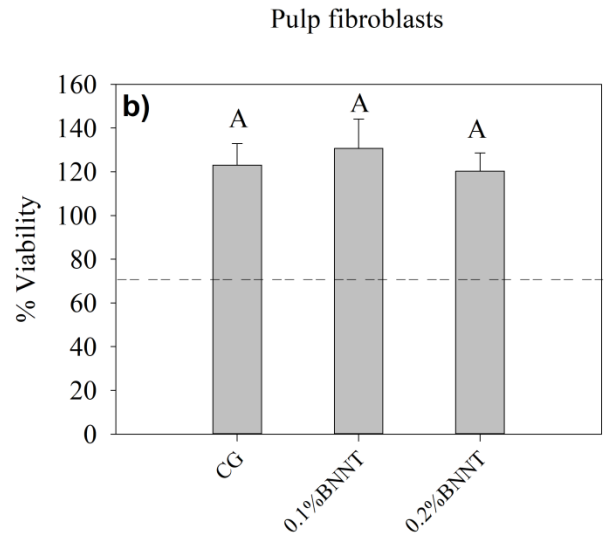 Pulp fibroblasts
b)
160
140
120
100
80
60
40
20
0
% Viability
A
A
A
CG
0.1%BNNT
0.2%BNNT